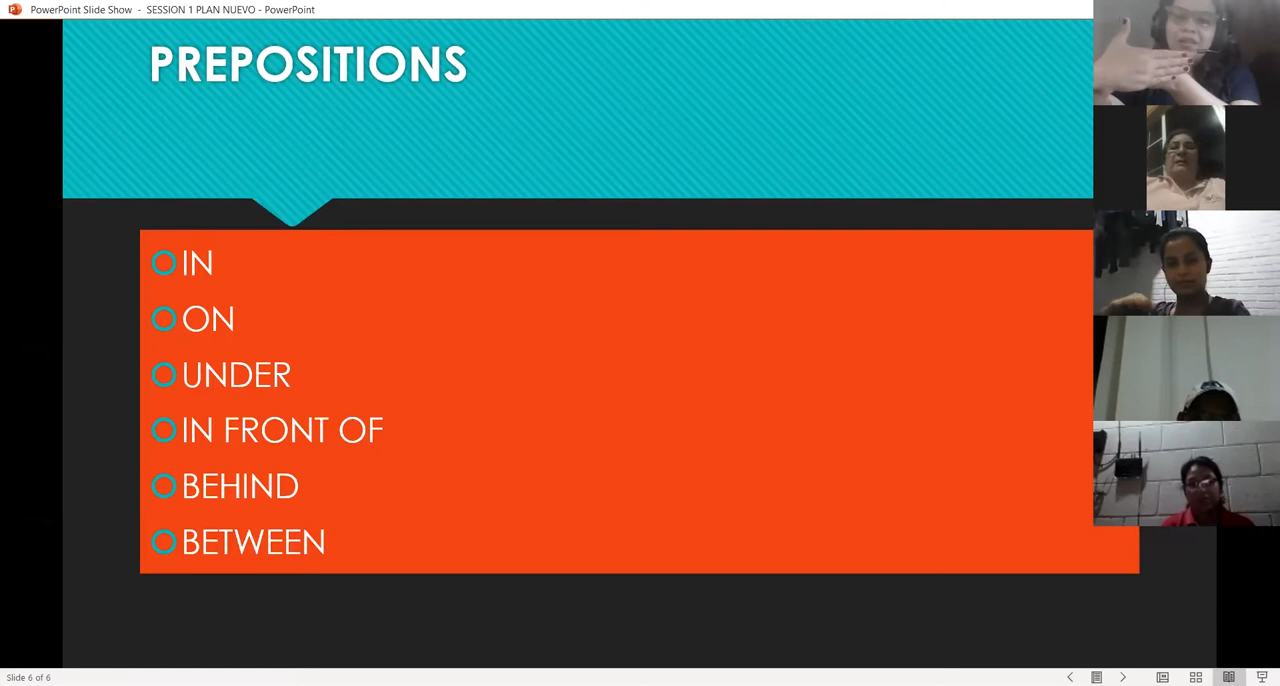 PowerPoint Slide Show - SESSION 1 PLAN NUEVO - PowerPoint
PREPOSITIONS
IN
ON
UNDER
IN FRONT OF
BEHIND
BETWEEN
Slide 6 of 6